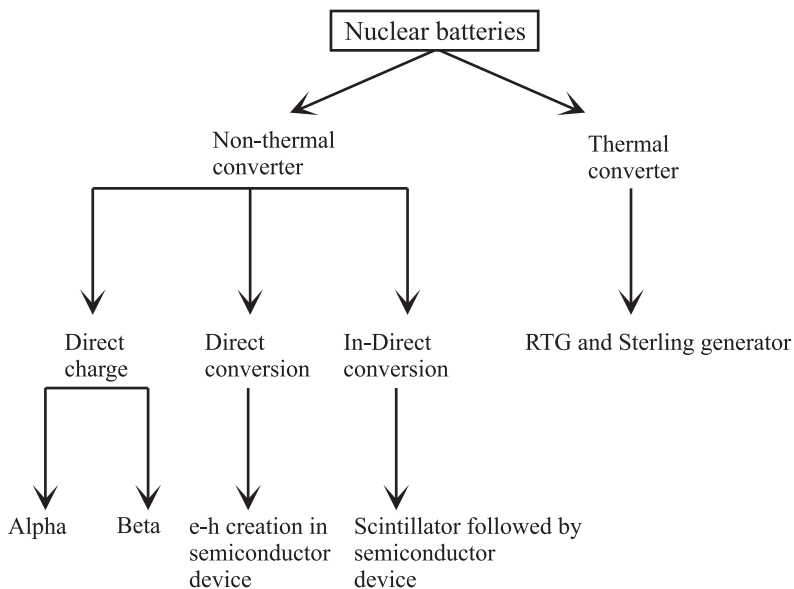 Nuclear batteries
Non-thermal
converter
Thermal
converter
Direct
charge
Direct
conversion
In-Direct
conversion
RTG and Sterling generator
Alpha
Beta
e-h creation in
semiconductor
device
Scintillator followed by
semiconductor
device